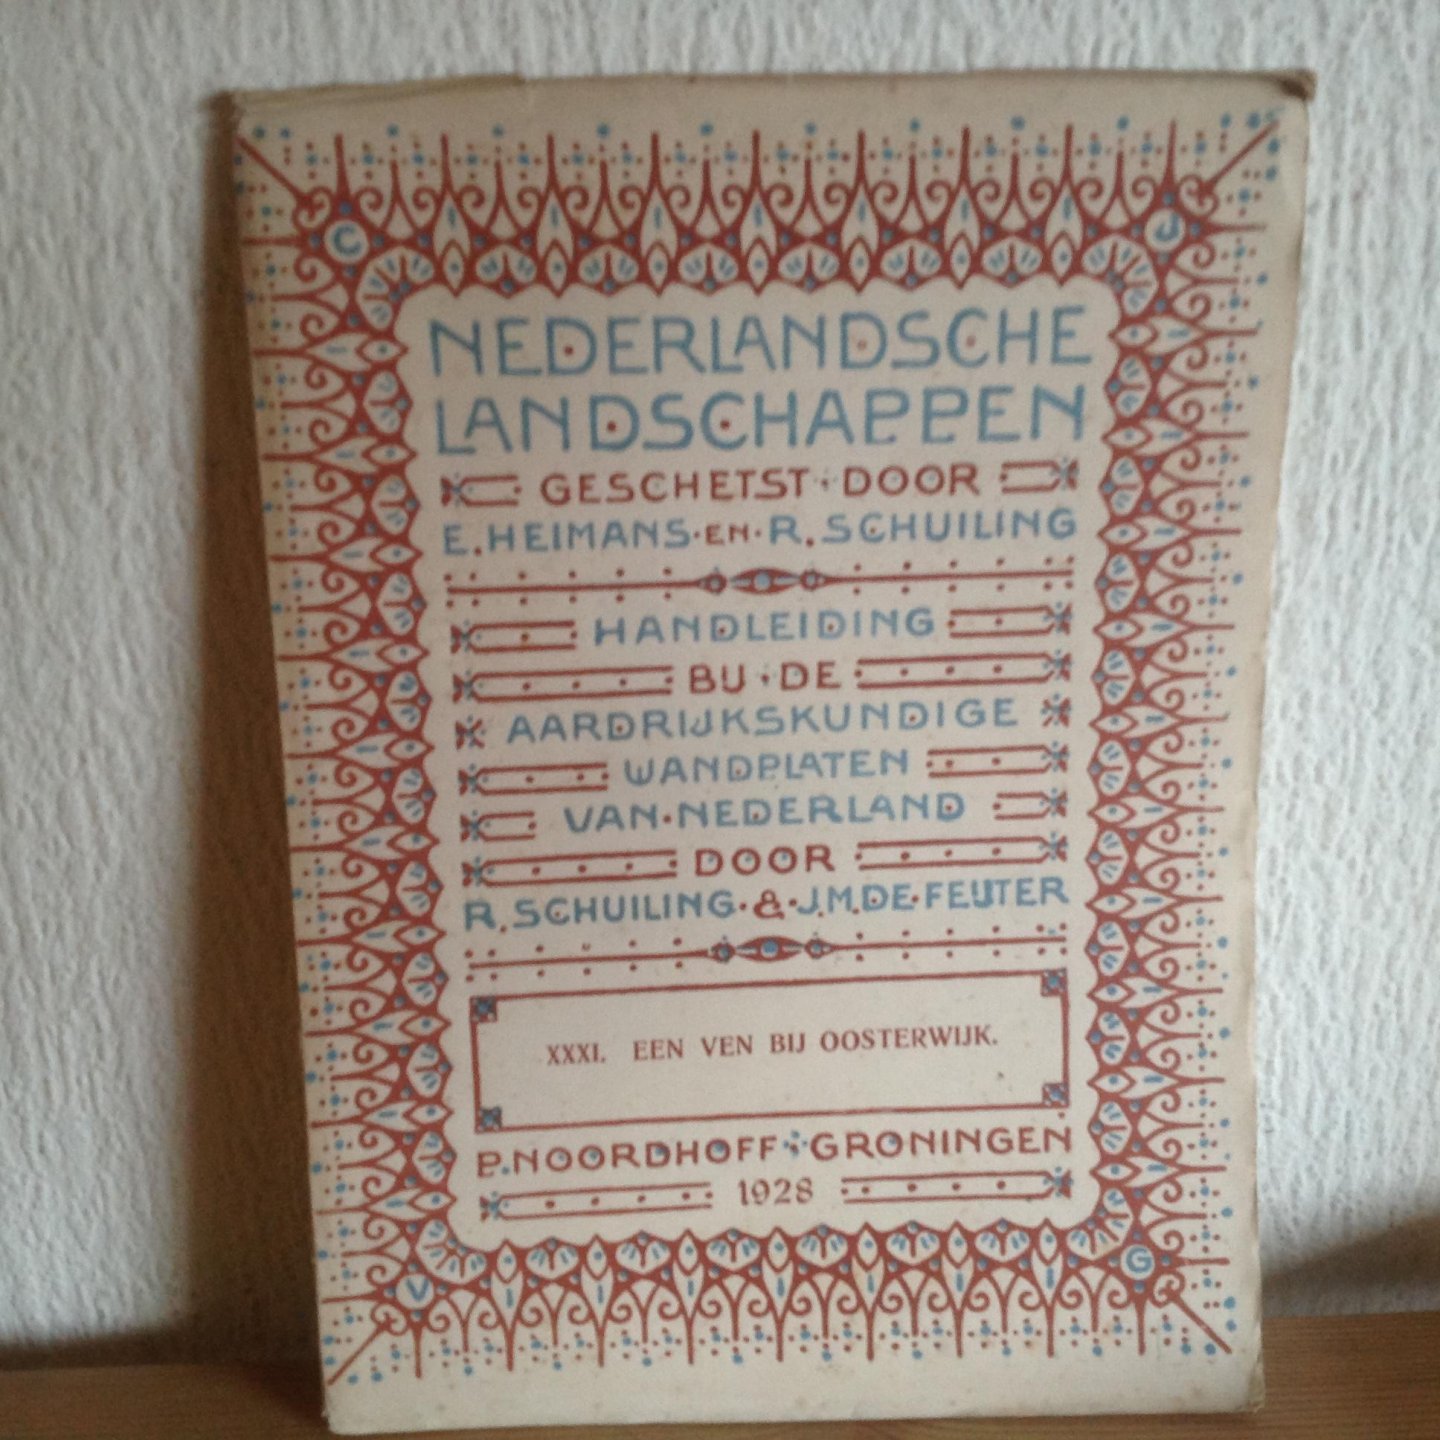 C J
NEDERLANDSCHE
LANDSCHAPPEN
GESCHETST DOOR
E. HEIMANS · EN · R. SCHUILING
HANDLEIDING
BIJ DE
AARDRIJKSKUNDIGE
WANDPLATEN
VAN · NEDERLAND
DOOR
R. SCHUILING · & · J.M. DE · FEIJTER
XXXI. EEN VEN BIJ OOSTERWIJK.
P. NOORDHOFF GRONINGEN
1928
V G